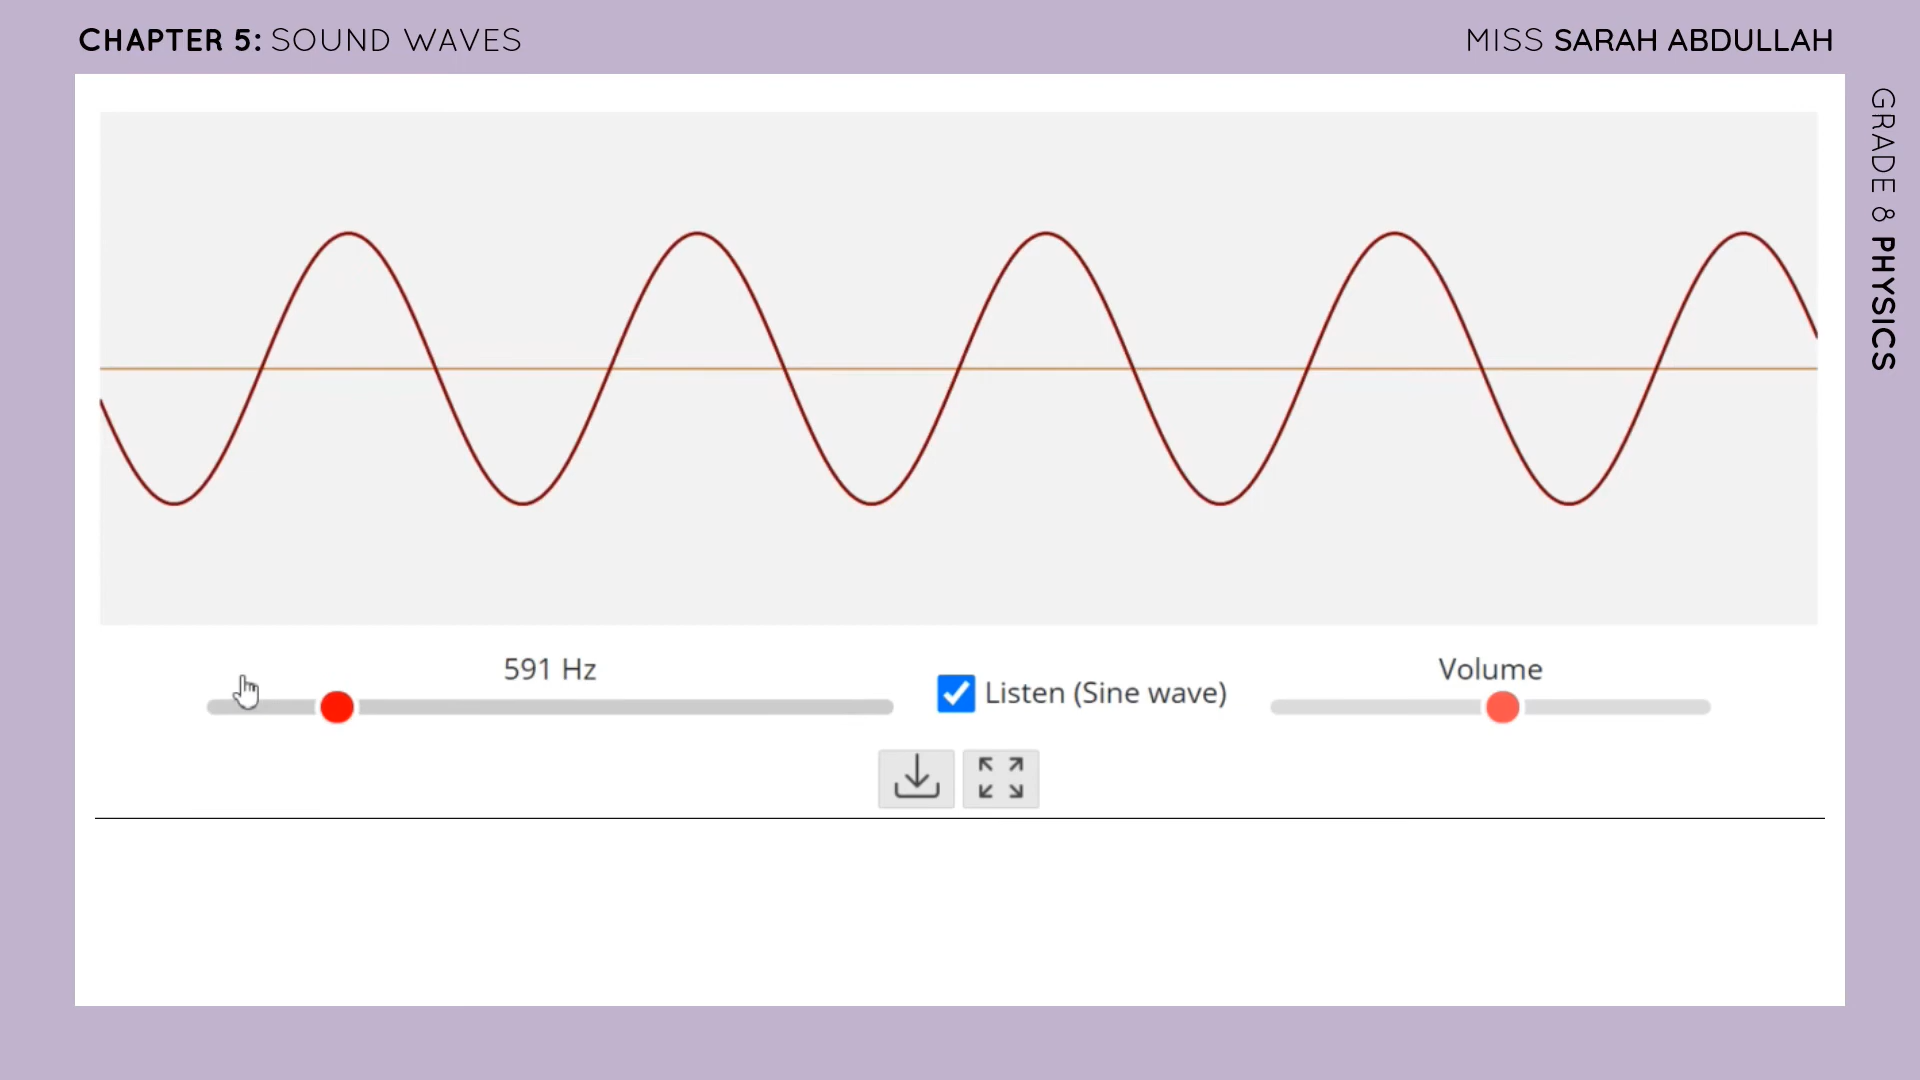 CHAPTER 5: SOUND WAVES
MISS SARAH ABDULLAH
GRADE 8 PHYSICS
591 Hz
Listen (Sine wave)
Volume